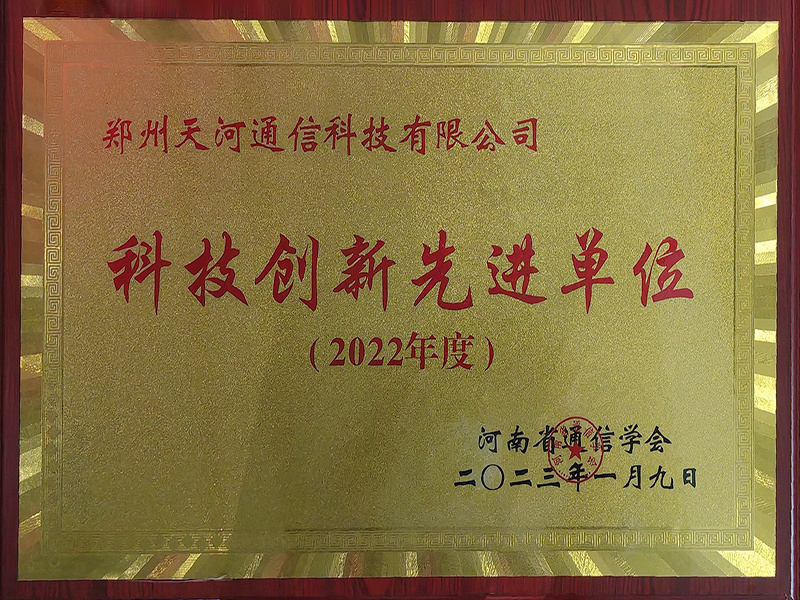 郑州天河通信科技有限公司
科技创新先进单位
(2022年度)
河南省通信学会
二〇二三年一月九日